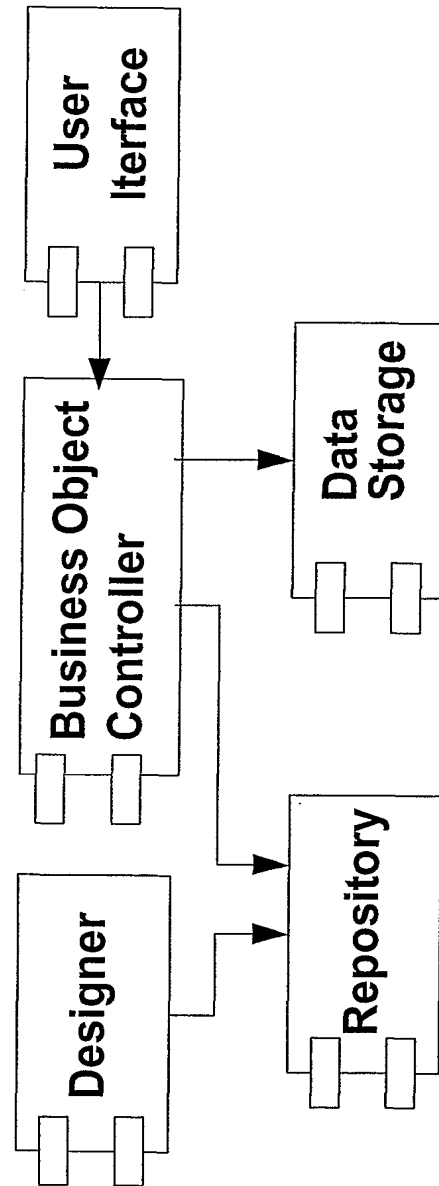 Designer
Business Object
Controller
User
Iterface
Repository
Data
Storage